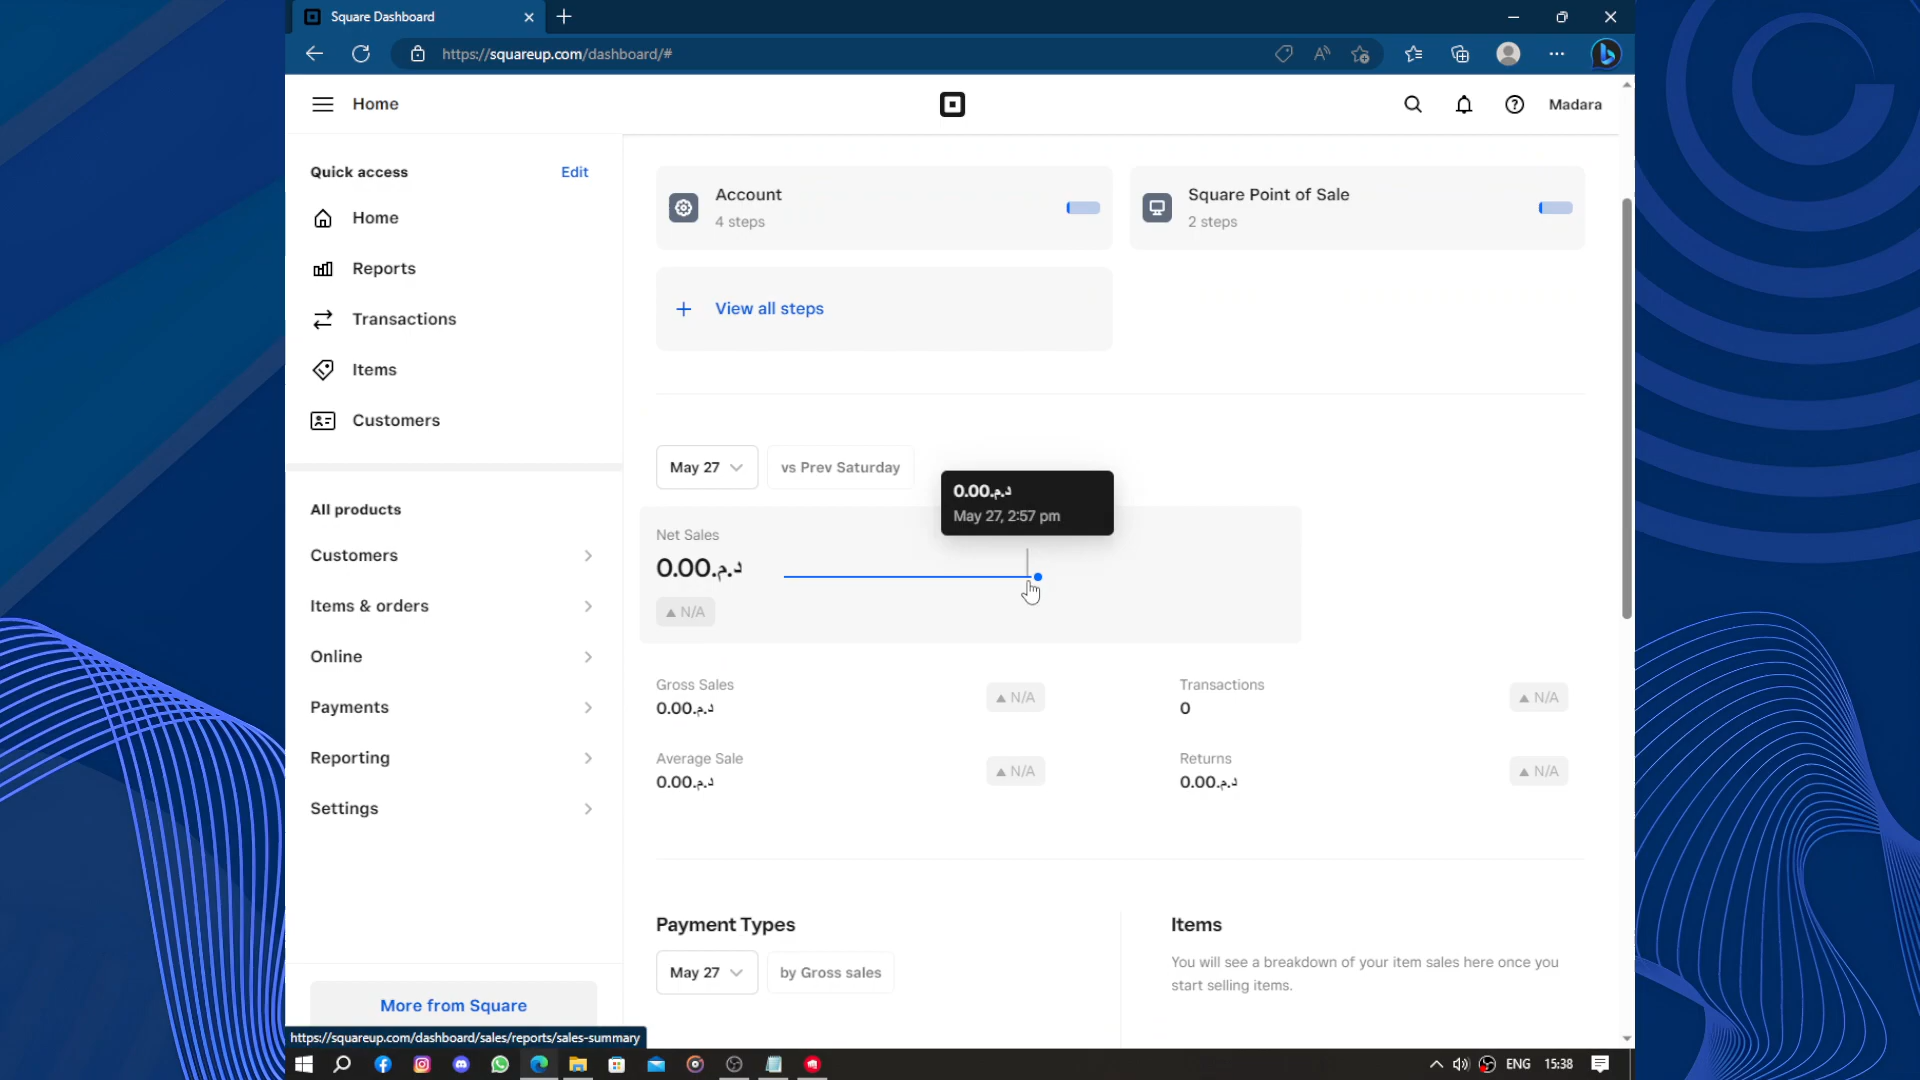 Square Dashboard
https://squareup.com/dashboard/#
Home
Madara
Quick access
Edit
Home
Reports
Transactions
Items
Customers
All products
Customers
Items & orders
Online
Payments
Reporting
Settings
More from Square
https://squareup.com/dashboard/sales/reports/sales-summary
Account
4 steps
Square Point of Sale
2 steps
View all steps
May 27
vs Prev Saturday
0.00د.م.
May 27, 2:57 pm
Net Sales
0.00د.م.
N/A
Gross Sales
0.00د.م.
N/A
Transactions
0
N/A
Average Sale
0.00د.م.
N/A
Returns
0.00د.م.
N/A
Payment Types
May 27
by Gross sales
Items
You will see a breakdown of your item sales here once you
start selling items.
ENG
15:38